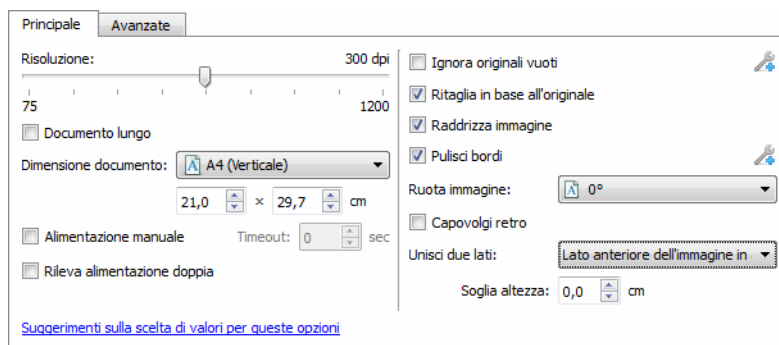 Principale Avanzate
Risoluzione: 300 dpi
75 1200
Documento lungo
Dimensione documento: A4 (Verticale)
21,0 × 29,7 cm
Alimentazione manuale Timeout: 0 sec
Rileva alimentazione doppia
Suggerimenti sulla scelta di valori per queste opzioni
Ignora originali vuoti
Ritaglia in base all'originale
Raddrizza immagine
Pulisci bordi
Ruota immagine: 0°
Capovolgi retro
Unisci due lati: Lato anteriore dell'immagine in
Soglia altezza: 0,0 cm